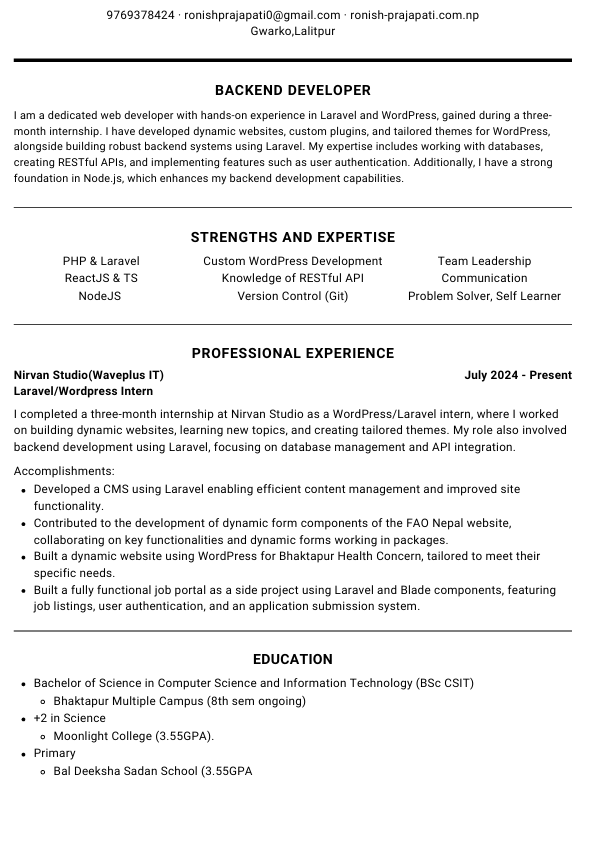 9769378424 · ronishprajapati0@gmail.com · ronish-prajapati.com.np
Gwarko,Lalitpur
BACKEND DEVELOPER
I am a dedicated web developer with hands-on experience in Laravel and WordPress, gained during a three-
month internship. I have developed dynamic websites, custom plugins, and tailored themes for WordPress,
alongside building robust backend systems using Laravel. My expertise includes working with databases,
creating RESTful APIs, and implementing features such as user authentication. Additionally, I have a strong
foundation in Node.js, which enhances my backend development capabilities.
STRENGTHS AND EXPERTISE
PHP & Laravel
ReactJS & TS
NodeJS
Custom WordPress Development
Knowledge of RESTful API
Version Control (Git)
Team Leadership
Communication
Problem Solver, Self Learner
PROFESSIONAL EXPERIENCE
Nirvan Studio(Waveplus IT) July 2024 - Present
Laravel/Wordpress Intern
I completed a three-month internship at Nirvan Studio as a WordPress/Laravel intern, where I worked
on building dynamic websites, learning new topics, and creating tailored themes. My role also involved
backend development using Laravel, focusing on database management and API integration.
Accomplishments:
• Developed a CMS using Laravel enabling efficient content management and improved site
functionality.
• Contributed to the development of dynamic form components of the FAO Nepal website,
collaborating on key functionalities and dynamic forms working in packages.
• Built a dynamic website using WordPress for Bhaktapur Health Concern, tailored to meet their
specific needs.
• Built a fully functional job portal as a side project using Laravel and Blade components, featuring
job listings, user authentication, and an application submission system.
EDUCATION
• Bachelor of Science in Computer Science and Information Technology (BSc CSIT)
◦ Bhaktapur Multiple Campus (8th sem ongoing)
• +2 in Science
◦ Moonlight College (3.55GPA).
• Primary
◦ Bal Deeksha Sadan School (3.55GPA